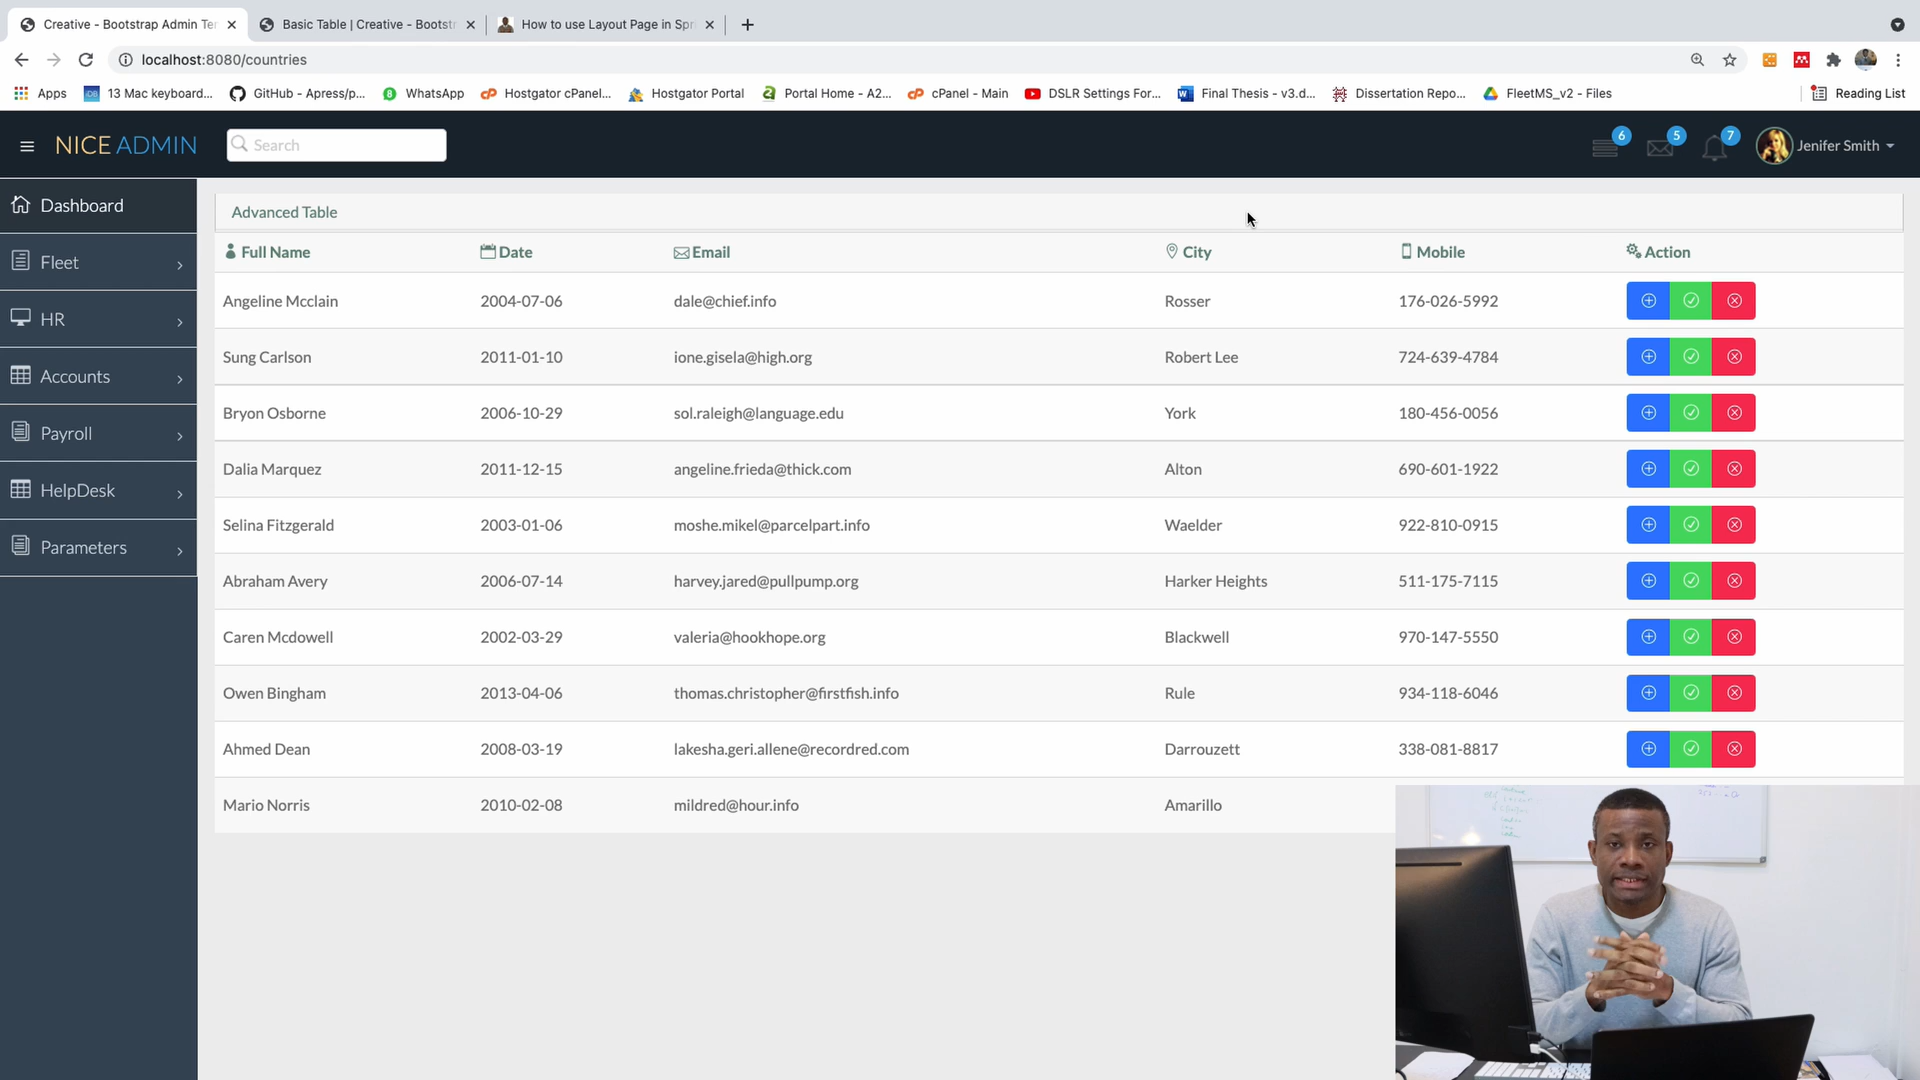 Creative - Bootstrap Admin Ter
Basic Table | Creative - Bootstr
How to use Layout Page in Spr
localhost:8080/countries
Apps
13 Mac keyboard...
GitHub - Apress/p...
WhatsApp
Hostgator cPanel...
Hostgator Portal
Portal Home - A2...
cPanel - Main
DSLR Settings For...
Final Thesis - v3.d...
Dissertation Repo...
FleetMS_v2 - Files
Reading List
NICE ADMIN
Search
6
5
7
Jenifer Smith
Dashboard
Fleet
HR
Accounts
Payroll
HelpDesk
Parameters
Advanced Table
Full Name Date Email City Mobile Action
Angeline Mcclain 2004-07-06 dale@chief.info Rosser 176-026-5992
Sung Carlson 2011-01-10 ione.gisela@high.org Robert Lee 724-639-4784
Bryon Osborne 2006-10-29 sol.raleigh@language.edu York 180-456-0056
Dalia Marquez 2011-12-15 angeline.frieda@thick.com Alton 690-601-1922
Selina Fitzgerald 2003-01-06 moshe.mikel@parcelpart.info Waelder 922-810-0915
Abraham Avery 2006-07-14 harvey.jared@pullpump.org Harker Heights 511-175-7115
Caren Mcdowell 2002-03-29 valeria@hookhope.org Blackwell 970-147-5550
Owen Bingham 2013-04-06 thomas.christopher@firstfish.info Rule 934-118-6046
Ahmed Dean 2008-03-19 lakesha.geri.allene@recordred.com Darrouzett 338-081-8817
Mario Norris 2010-02-08 mildred@hour.info Amarillo